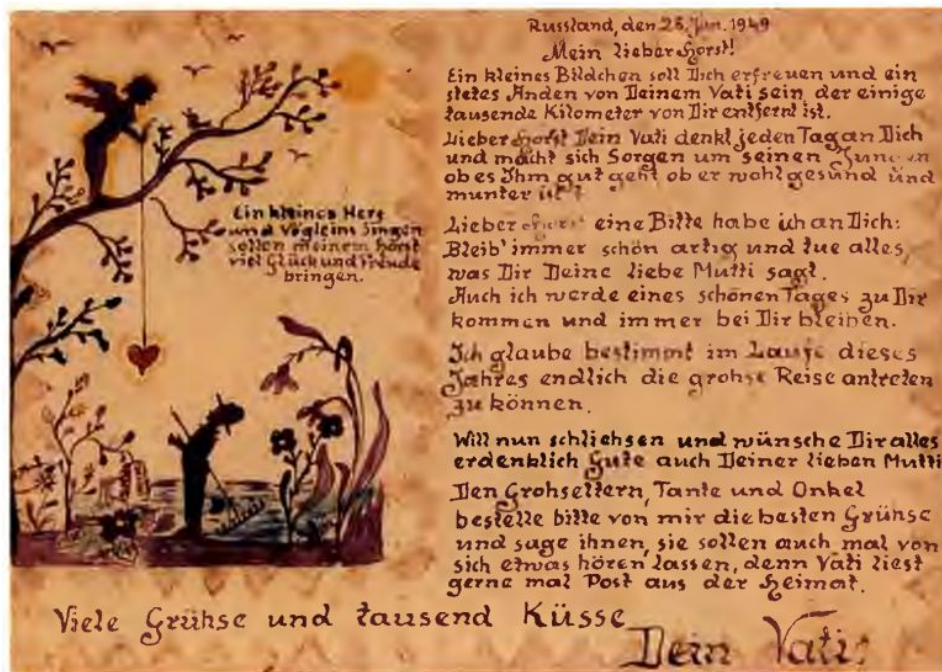 Russland, den 26. Jan. 1949
Mein lieber Horst!
Ein kleines Bildchen soll Dich erfreuen und ein
stetes Anden von Deinem Vati sein, der einige
tausende Kilometer von Dir entfernt ist.
Lieber Horst Dein Vati denkt jeden Tag an Dich
und macht sich Sorgen um seinen Jungen
ob es Ihm gut geht ob er wohl gesund und
munter ist?
Lieber Horst eine Bitte habe ich an Dich:
Bleib' immer schön artig und tue alles,
was Dir Deine liebe Mutti sagt.
Auch ich werde eines schönen Tages zu Dir
kommen und immer bei Dir bleiben.
Ich glaube bestimmt im Laufe dieses
Jahres endlich die grohse Reise antreten
zu können.
Will nun schliehsen und wünsche Dir alles
erdenklich Gute auch Deiner lieben Mutti
Den Grohseltern, Tante und Onkel
bestelle bitte von mir die besten Grühse
und sage ihnen, sie sollen auch mal von
sich etwas hören lassen, denn Vati liest
gerne mal Post aus der Heimat.
Ein kleines Herz
und Vögleins Singen
sollen meinem Horst
viel Glück und Freude
bringen.
Viele Grühse und tausend Küsse
Dein Vati